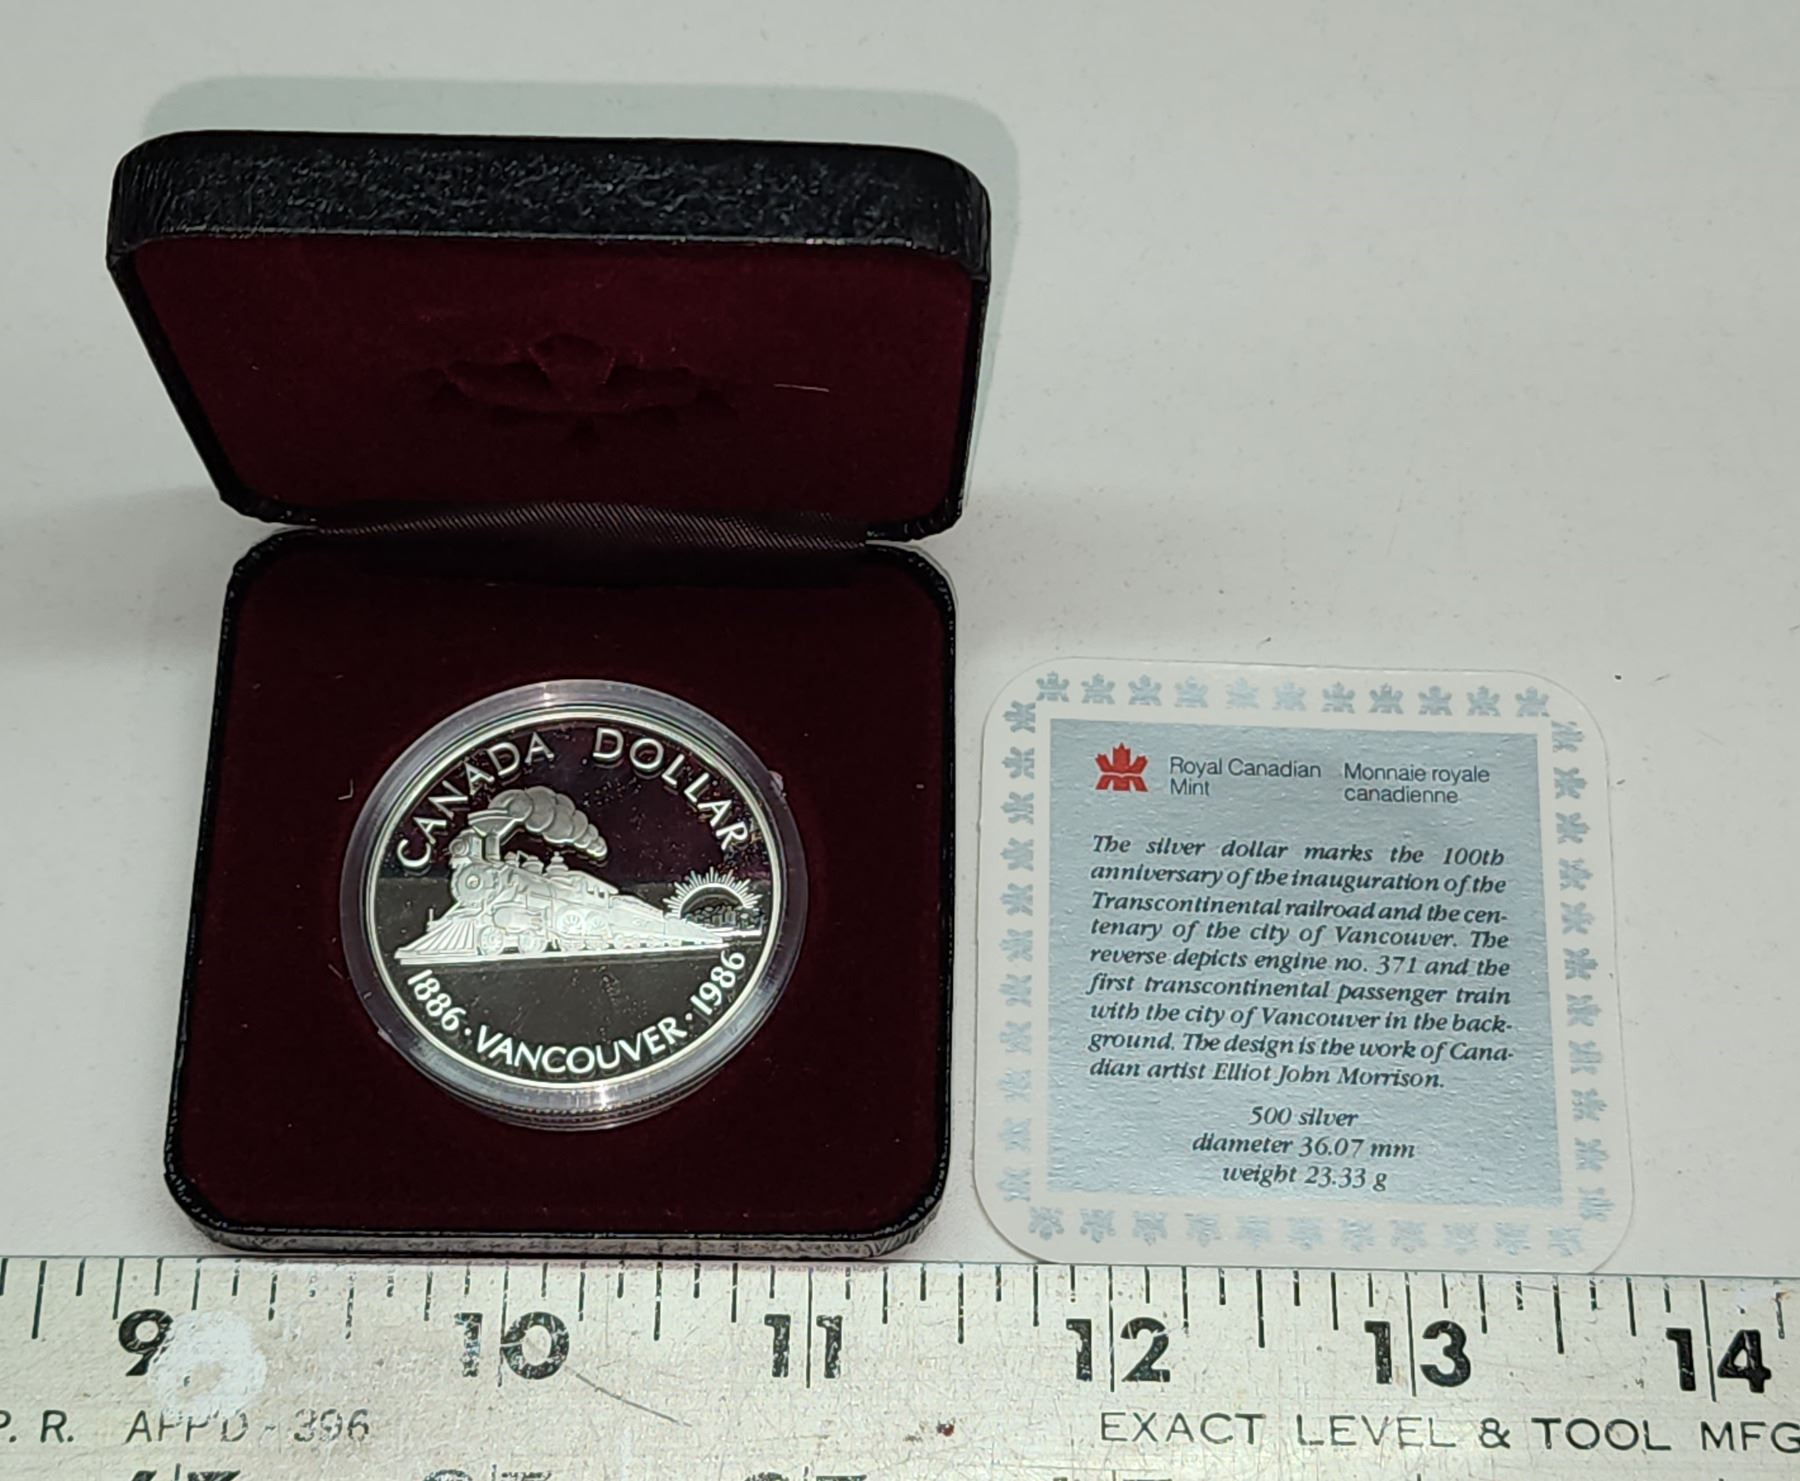 CANADA DOLLAR
1886 · VANCOUVER · 1986
Royal Canadian Mint
Monnaie royale canadienne
The silver dollar marks the 100th
anniversary of the inauguration of the
Transcontinental railroad and the cen-
tenary of the city of Vancouver. The
reverse depicts engine no. 371 and the
first transcontinental passenger train
with the city of Vancouver in the back-
ground. The design is the work of Cana-
dian artist Elliot John Morrison.
500 silver
diameter 36.07 mm
weight 23.33 g
9 10 11 12 13 14
P. R. APP'D - 396 EXACT LEVEL & TOOL MFG